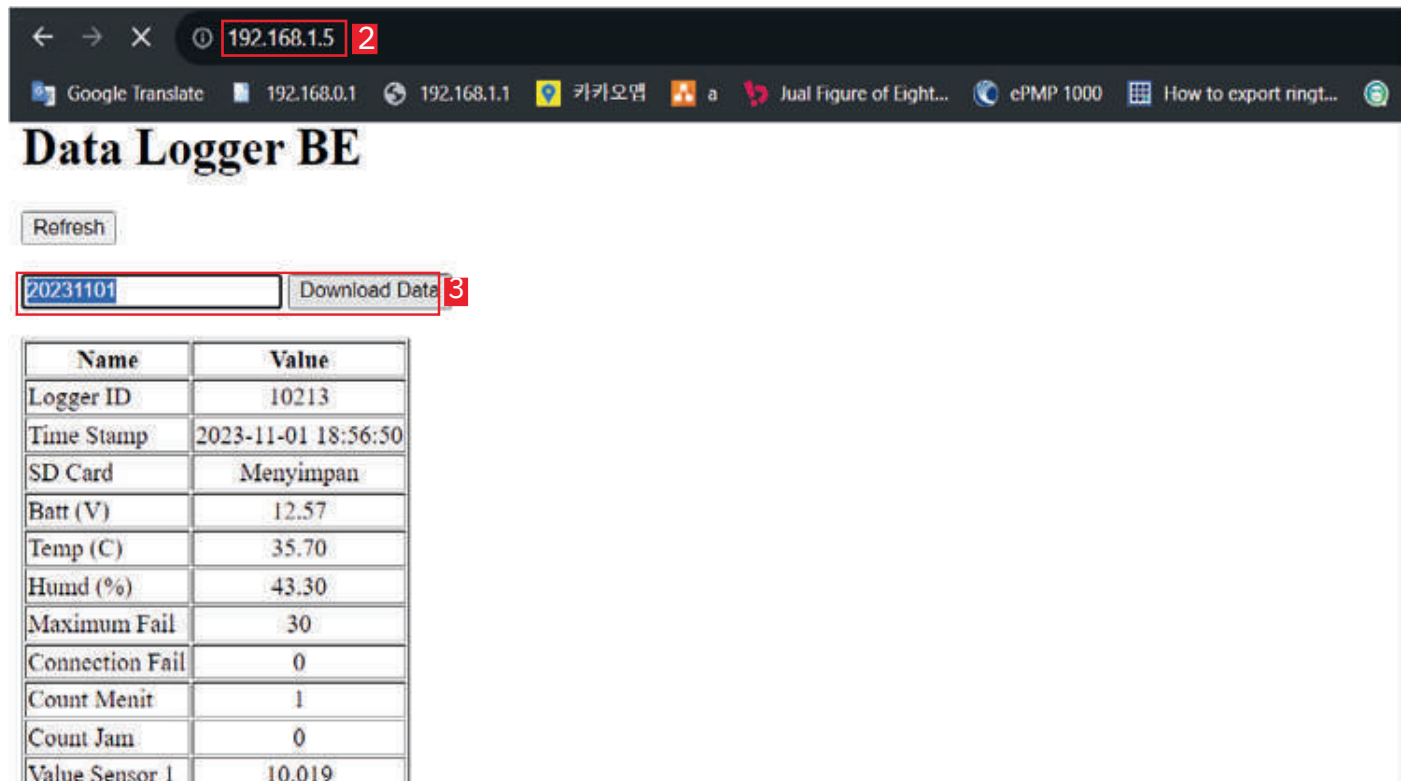 192.168.1.5 2
Google Translate 192.168.0.1 192.168.1.1 카카오맵 a Jual Figure of Eight... ePMP 1000 How to export ringt...
Data Logger BE
Refresh
20231101 Download Data 3
Name Value
Logger ID 10213
Time Stamp 2023-11-01 18:56:50
SD Card Menyimpan
Batt (V) 12.57
Temp (C) 35.70
Humd (%) 43.30
Maximum Fail 30
Connection Fail 0
Count Menit 1
Count Jam 0
Value Sensor 1 10.019